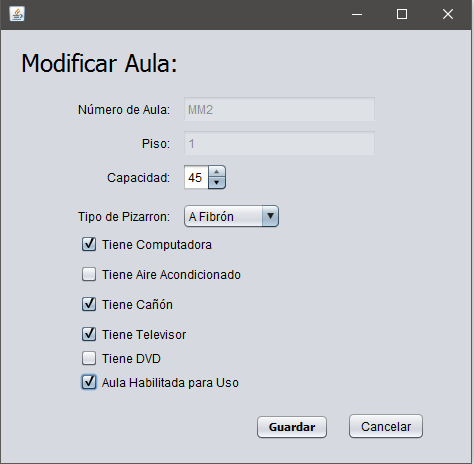 Modificar Aula:
Número de Aula: MM2
Piso: 1
Capacidad: 45
Tipo de Pizarron: A Fibrón
Tiene Computadora
Tiene Aire Acondicionado
Tiene Cañón
Tiene Televisor
Tiene DVD
Aula Habilitada para Uso
Guardar Cancelar